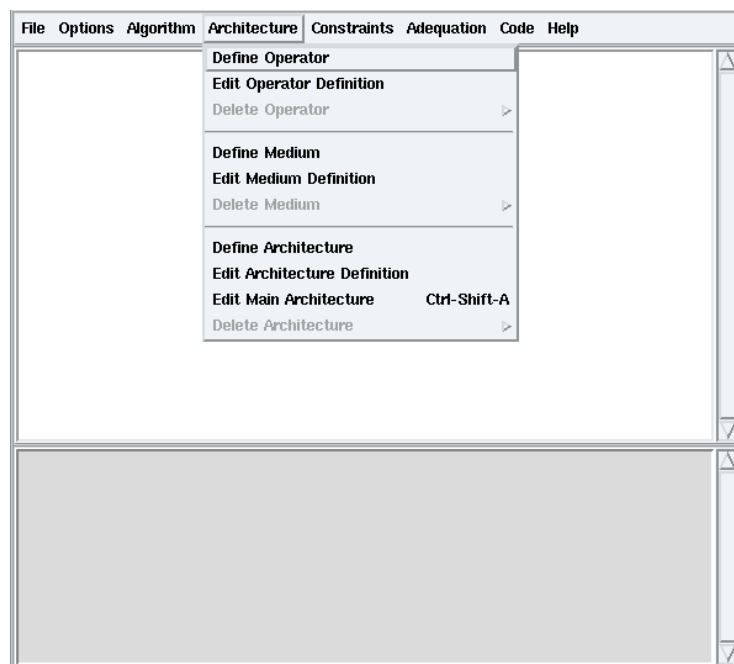 File Options Algorithm Architecture Constraints Adequation Code Help
Define Operator
Edit Operator Definition
Delete Operator
Define Medium
Edit Medium Definition
Delete Medium
Define Architecture
Edit Architecture Definition
Edit Main Architecture Ctrl-Shift-A
Delete Architecture